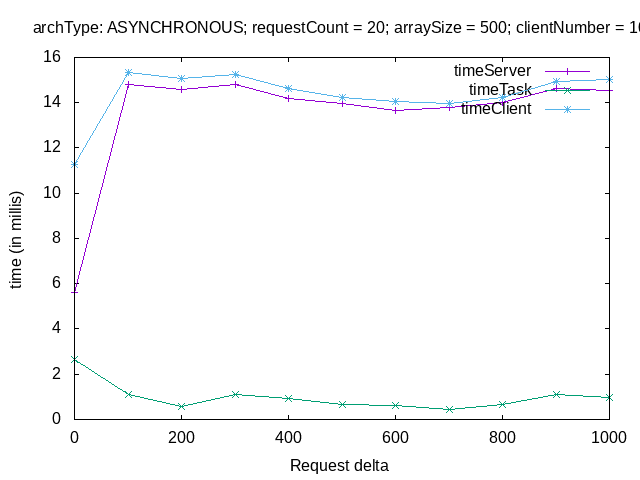 archType: ASYNCHRONOUS; requestCount = 20; arraySize = 500; clientNumber = 10
time (in millis)
16
14
12
10
8
6
4
2
0
timeServer
timeTask
timeClient
0 200 400 600 800 1000
Request delta